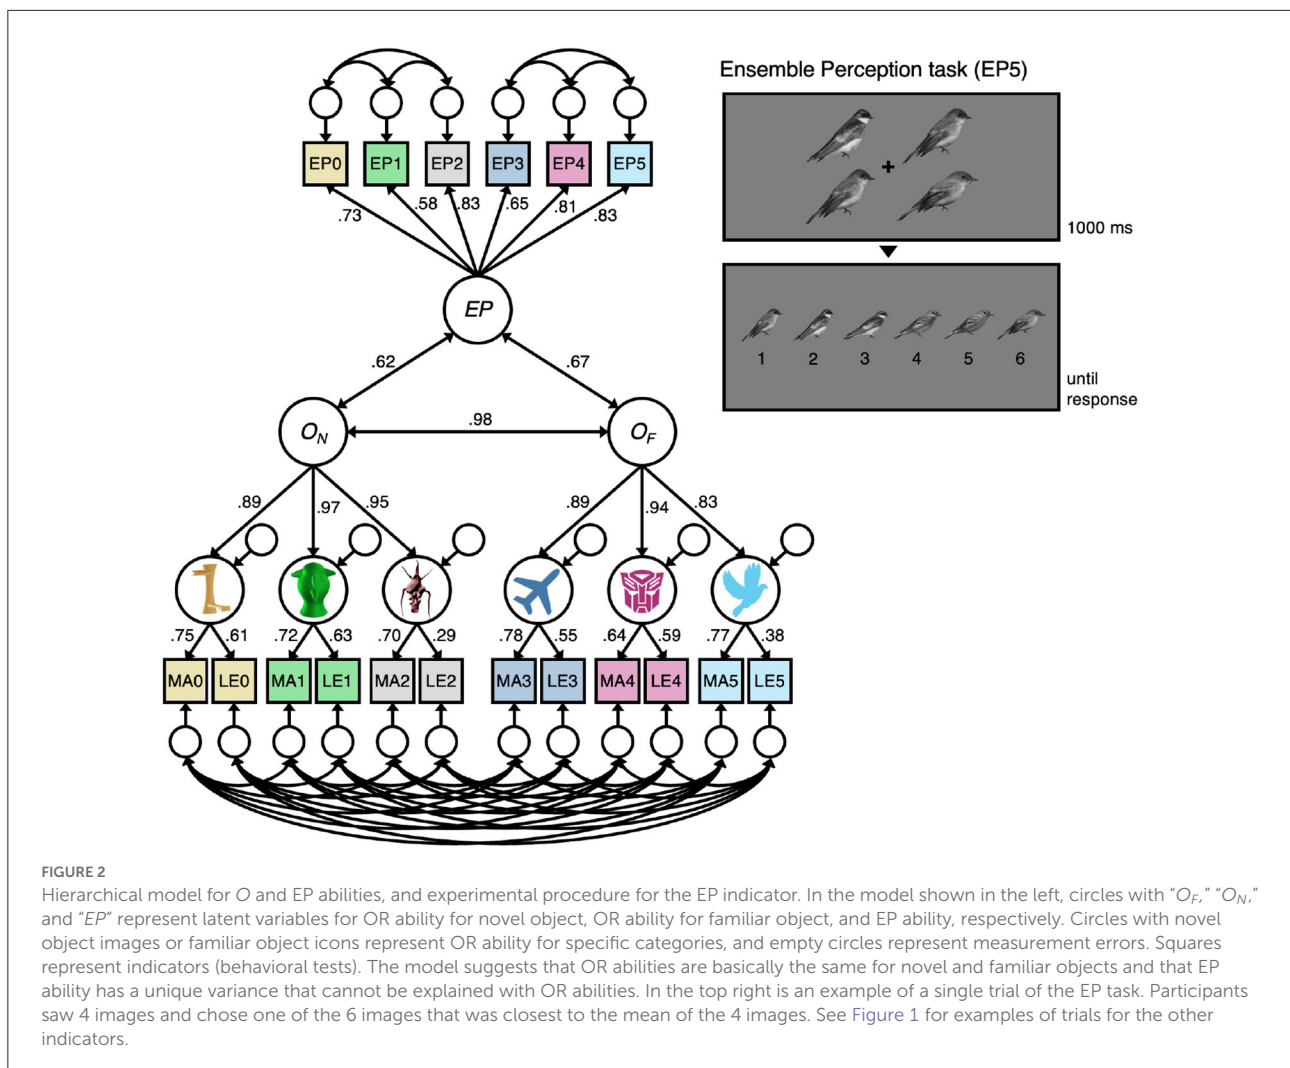 Ensemble Perception task (EP5)
EP0 EP1 EP2 EP3 EP4 EP5
.73 .58 .83 .65 .81 .83
+
1000 ms
EP
1 2 3 4 5 6
until
response
.62 .67
O_N .98 O_F
.89 .97 .95 .89 .94 .83
.75 .61 .72 .63 .70 .29 .78 .55 .64 .59 .77 .38
MA0 LE0 MA1 LE1 MA2 LE2 MA3 LE3 MA4 LE4 MA5 LE5
FIGURE 2
Hierarchical model for O and EP abilities, and experimental procedure for the EP indicator. In the model shown in the left, circles with “O_F,” “O_N,”
and “EP” represent latent variables for OR ability for novel object, OR ability for familiar object, and EP ability, respectively. Circles with novel
object images or familiar object icons represent OR ability for specific categories, and empty circles represent measurement errors. Squares
represent indicators (behavioral tests). The model suggests that OR abilities are basically the same for novel and familiar objects and that EP
ability has a unique variance that cannot be explained with OR abilities. In the top right is an example of a single trial of the EP task. Participants
saw 4 images and chose one of the 6 images that was closest to the mean of the 4 images. See Figure 1 for examples of trials for the other
indicators.